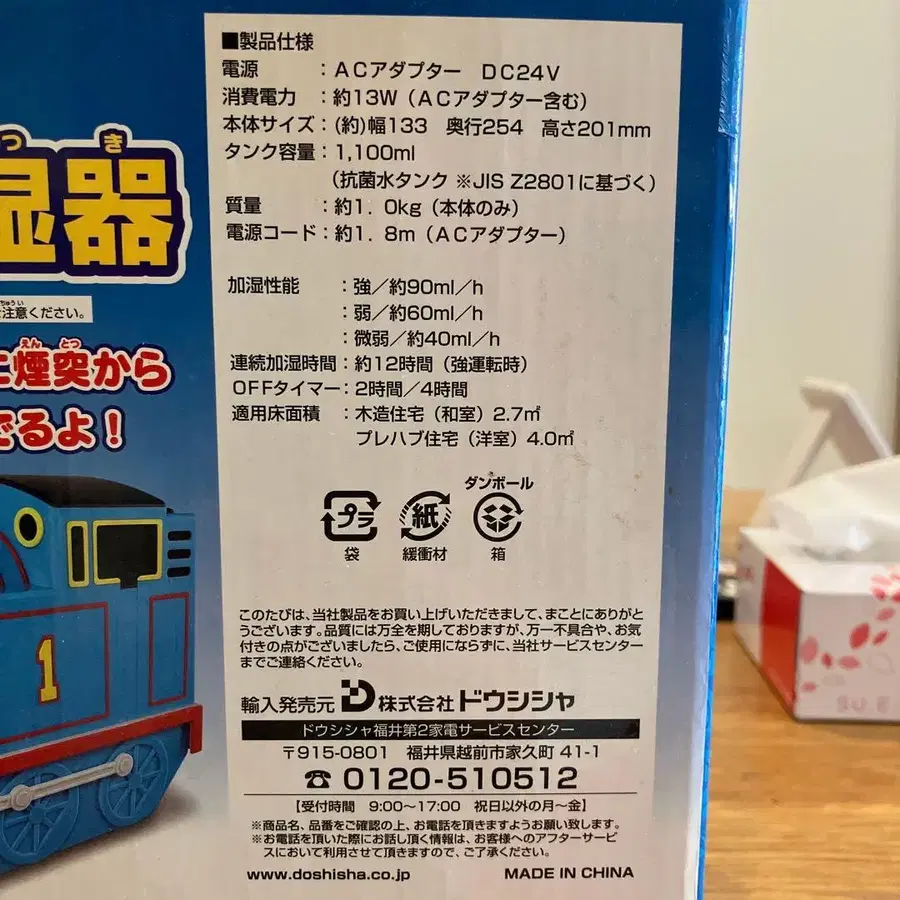 つ き
湿器
ちゅうい
注意ください。
えん とつ
に煙突から
でるよ！
1
■製品仕様
電源 ：ACアダプター DC24V
消費電力 ：約13W（ACアダプター含む）
本体サイズ：(約)幅133 奥行254 高さ201mm
タンク容量：1,100ml
（抗菌水タンク ※JIS Z2801に基づく）
質量 ：約1．0kg（本体のみ）
電源コード：約1．8m（ACアダプター）
加湿性能 ：強／約90ml／h
：弱／約60ml／h
：微弱／約40ml／h
連続加湿時間：約12時間（強運転時）
OFFタイマー：2時間／4時間
適用床面積 ：木造住宅（和室）2.7㎡
プレハブ住宅（洋室）4.0㎡
ダンボール
プラ 紙
袋 緩衝材 箱
このたびは、当社製品をお買い上げいただきまして、まことにありがと
うございます。品質には万全を期しておりますが、万一不具合や、お気
付きの点がございましたら、ご使用にならずに、当社サービスセンター
までご連絡ください。
輸入発売元 D 株式会社 ドウシシャ
ドウシシャ福井第2家電サービスセンター
〒915-0801 福井県越前市家久町 41-1
☎ 0120-510512
【受付時間 9:00〜17:00 祝日以外の月〜金】
※商品名、品番をご確認の上、お電話を頂きますようお願い致します。
※お電話を頂いた際にお話し頂く情報は、お客様へのアフターサービ
スにおいて利用させて頂きますので、ご了承ください。
www.doshisha.co.jp MADE IN CHINA